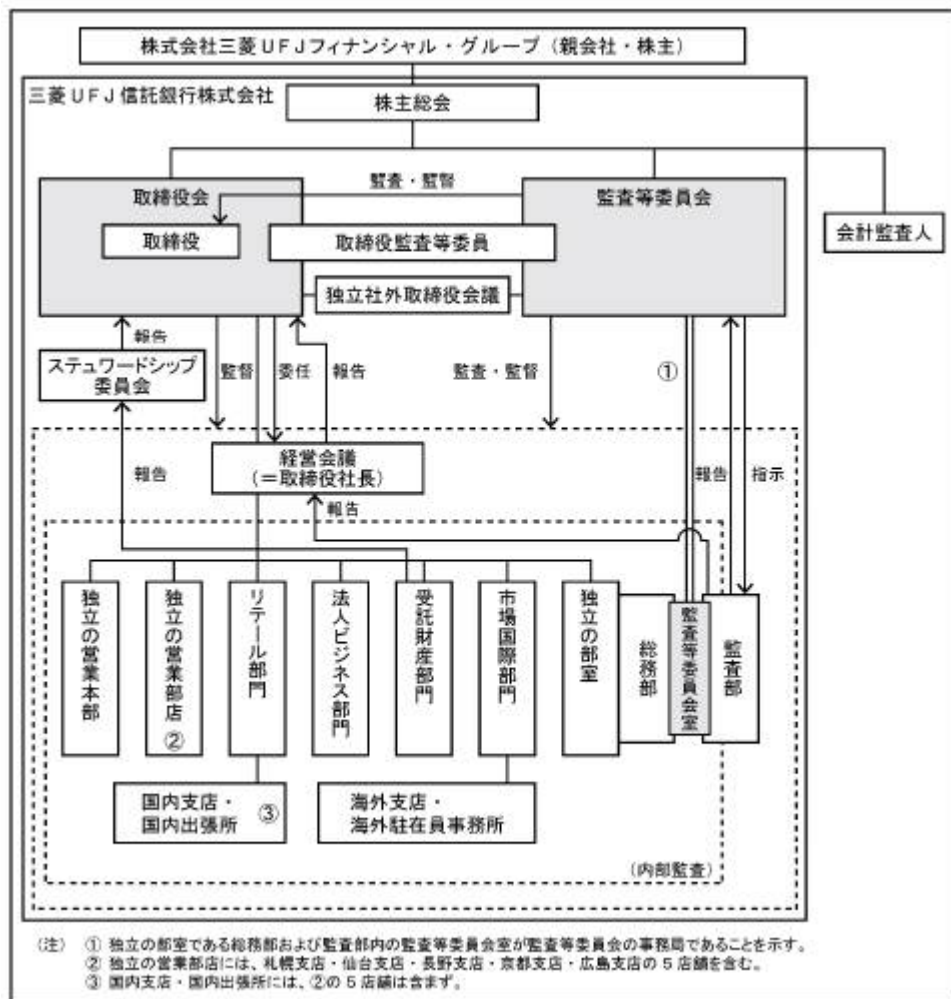 株式会社三菱UFJフィナンシャル・グループ（親会社・株主）
三菱UFJ信託銀行株式会社
株主総会
監査・監督
取締役会
監査等委員会
取締役
取締役監査等委員
会計監査人
独立社外取締役会議
報告
ステュワードシップ
委員会
監督
委任
報告
監査・監督
①
経営会議
（＝取締役社長）
報告
報告
指示
報告
独立の営業本部
独立の営業部店
②
リテール部門
法人ビジネス部門
受託財産部門
市場国際部門
独立の部室
総務部
監査等委員会室
監査部
国内支店・
国内出張所
③
海外支店・
海外駐在員事務所
（内部監査）
（注） ① 独立の部室である総務部および監査部内の監査等委員会室が監査等委員会の事務局であることを示す。
② 独立の営業部店には、札幌支店・仙台支店・長野支店・京都支店・広島支店の５店舗を含む。
③ 国内支店・国内出張所には、②の５店舗は含まず。